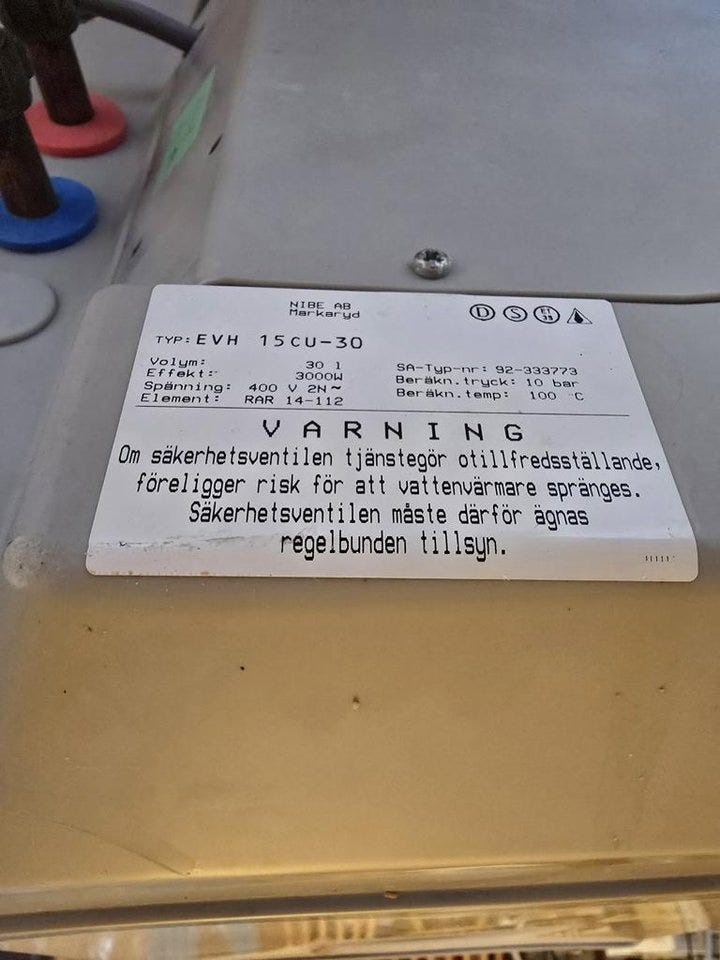 NIBE AB
Markaryd
D S ET 35
TYP: EVH 15CU-30
Volym: 30 l
Effekt: 3000W
Spänning: 400 V 2N~
Element: RAR 14-112
SA-Typ-nr: 92-333773
Beräkn.tryck: 10 bar
Beräkn.temp: 100 °C
VARNING
Om säkerhetsventilen tjänstegör otillfredsställande,
föreligger risk för att vattenvärmare spränges.
Säkerhetsventilen måste därför ägnas
regelbunden tillsyn.